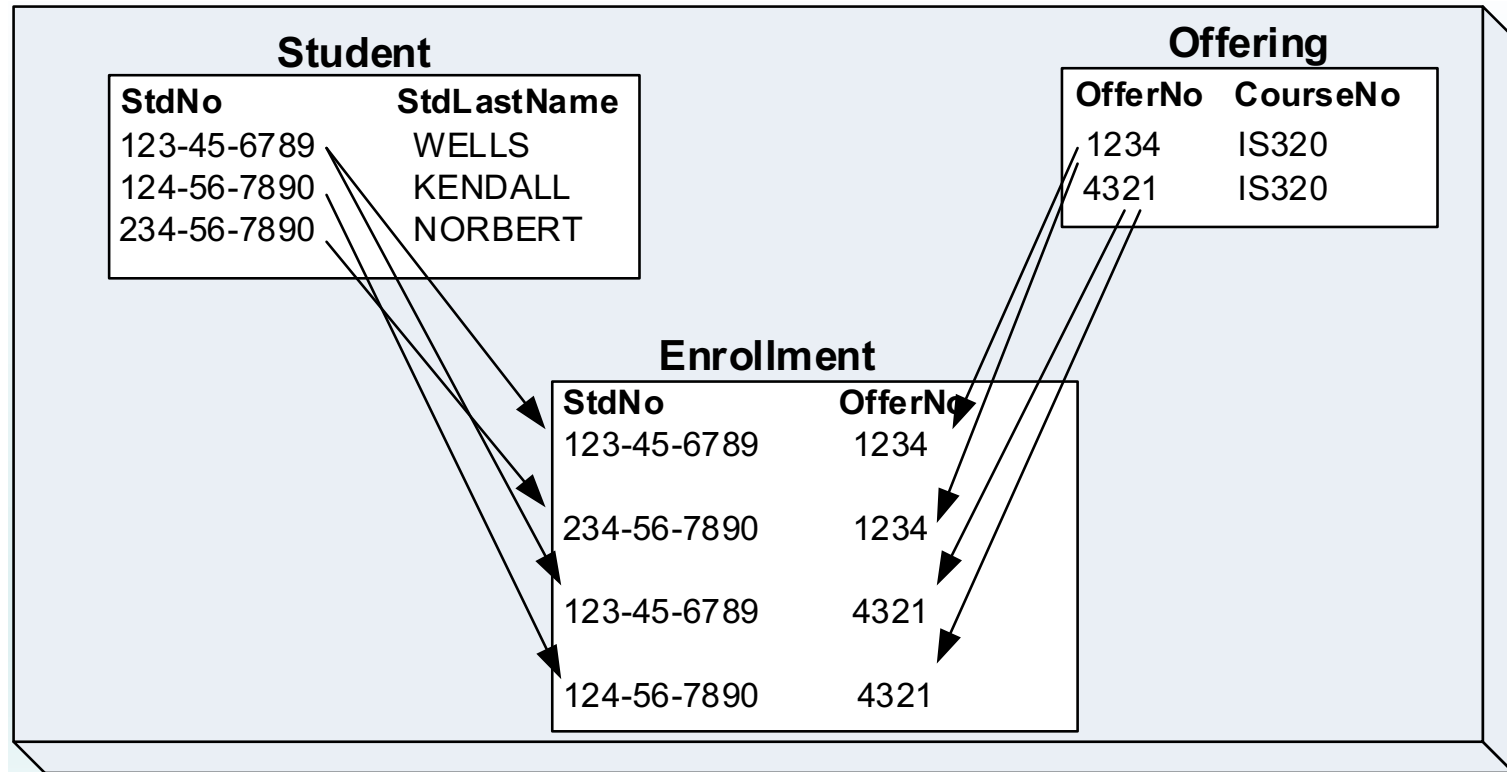 Student
StdNo StdLastName
123-45-6789 WELLS
124-56-7890 KENDALL
234-56-7890 NORBERT
Offering
OfferNo CourseNo
1234 IS320
4321 IS320
Enrollment
StdNo OfferNo
123-45-6789 1234
234-56-7890 1234
123-45-6789 4321
124-56-7890 4321